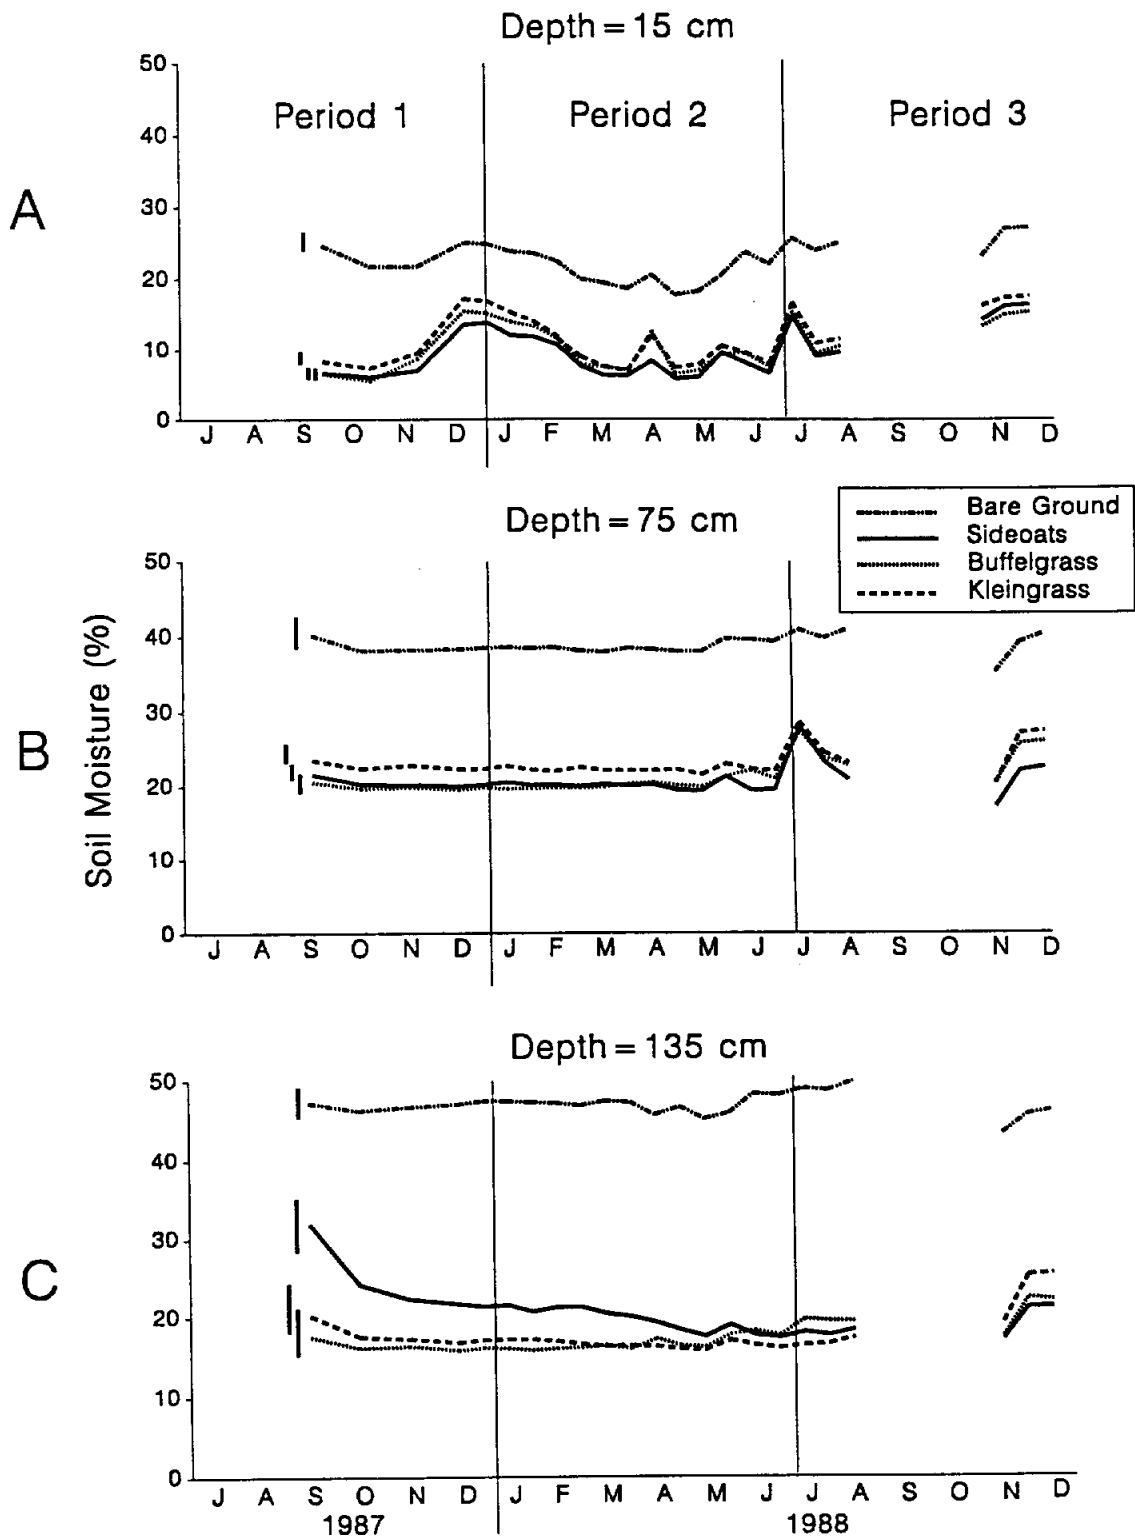 Depth = 15 cm
A
50
40
30
20
10
0
Period 1 Period 2 Period 3
J A S O N D J F M A M J J A S O N D
Bare Ground
Sideoats
Buffelgrass
Kleingrass
Depth = 75 cm
B
Soil Moisture (%)
50
40
30
20
10
0
J A S O N D J F M A M J J A S O N D
Depth = 135 cm
C
50
40
30
20
10
0
J A S O N D J F M A M J J A S O N D
1987 1988